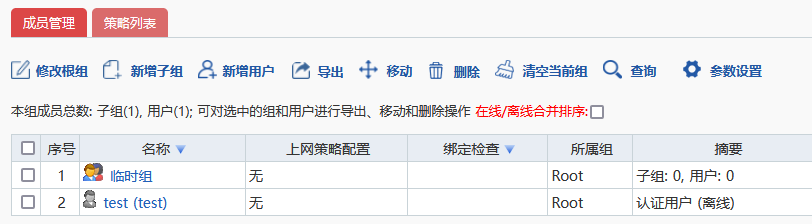 成员管理 策略列表
修改根组 新增子组 新增用户 导出 移动 删除 清空当前组 查询 参数设置
本组成员总数: 子组(1), 用户(1); 可对选中的组和用户进行导出、移动和删除操作 在线/离线合并排序:
序号 名称 上网策略配置 绑定检查 所属组 摘要
1 临时组 无 Root 子组: 0, 用户: 0
2 test (test) 无 Root 认证用户 (离线)